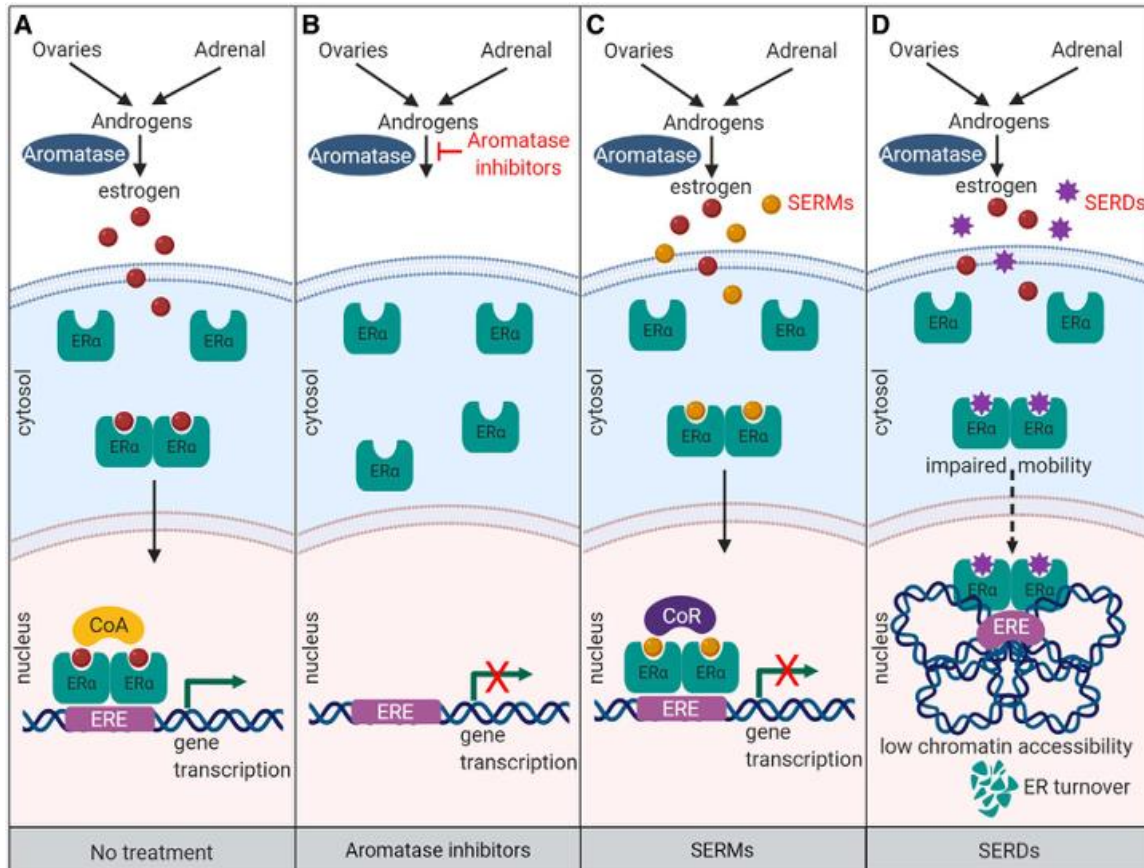 A
Ovaries
Adrenal
Androgens
Aromatase
estrogen
ERα
ERα
cytosol
ERα
ERα
nucleus
CoA
ERα
ERα
ERE
gene
transcription
No treatment
B
Ovaries
Adrenal
Androgens
Aromatase
Aromatase
inhibitors
ERα
ERα
cytosol
ERα
ERα
nucleus
ERE
gene
transcription
Aromatase inhibitors
C
Ovaries
Adrenal
Androgens
Aromatase
estrogen
SERMs
ERα
ERα
cytosol
ERα
ERα
nucleus
CoR
ERα
ERα
ERE
gene
transcription
SERMs
D
Ovaries
Adrenal
Androgens
Aromatase
estrogen
SERDs
ERα
ERα
cytosol
ERα
ERα
impaired mobility
nucleus
ERα
ERα
ERE
low chromatin accessibility
ER turnover
SERDs